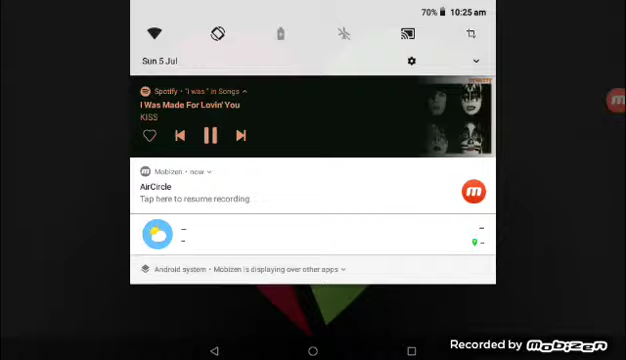 70% 10:25 am
Sun 5 Jul
Spotify • "I was" in Songs
I Was Made For Lovin' You
KISS
DYNASTY
m Mobizen • now
AirCircle
Tap here to resume recording
m
– –
– –
Android system • Mobizen is displaying over other apps
m
Recorded by mobizen